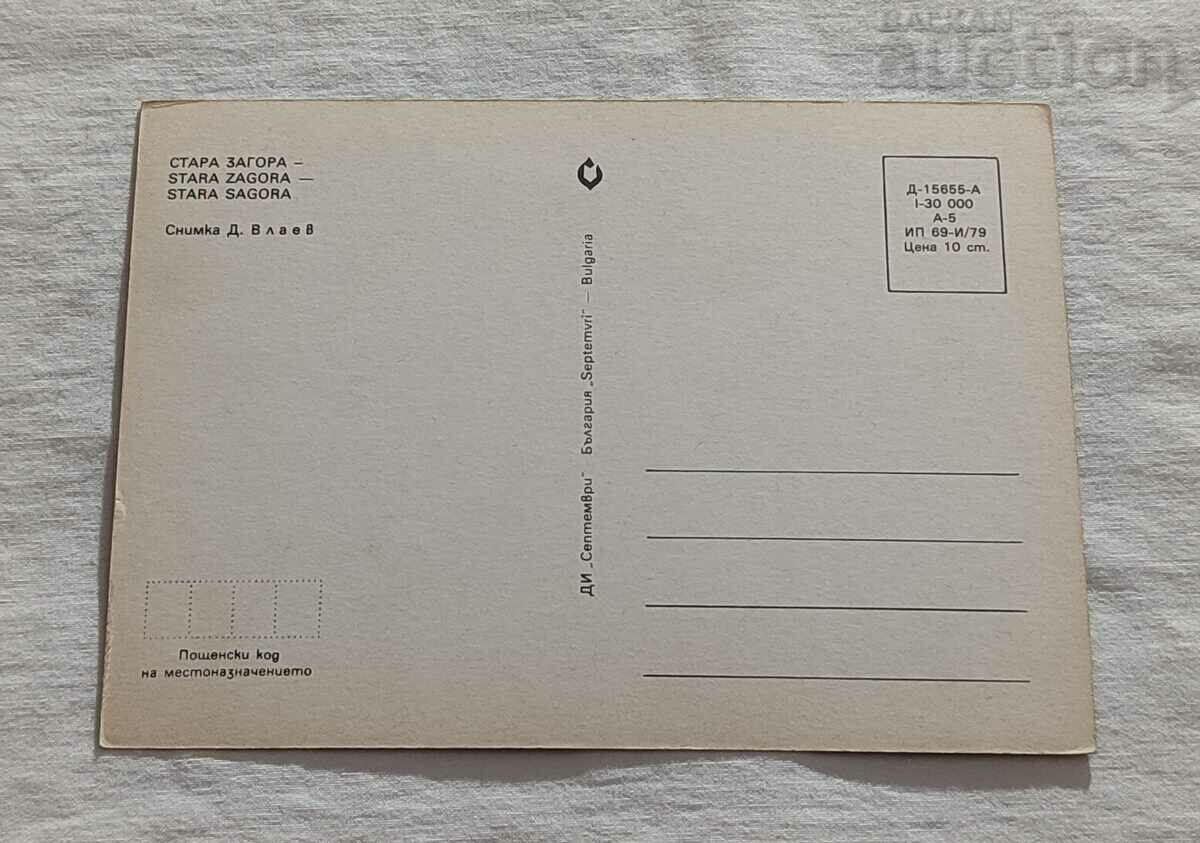 BALKAN
auction
СТАРА ЗАГОРА –
STARA ZAGORA —
STARA SAGORA
Снимка Д. Влаев
ДИ „Септември" България „Septemvri" — Bulgaria
Д-15655-А
I-30 000
А-5
ИП 69-И/79
Цена 10 ст.
Пощенски код
на местоназначението